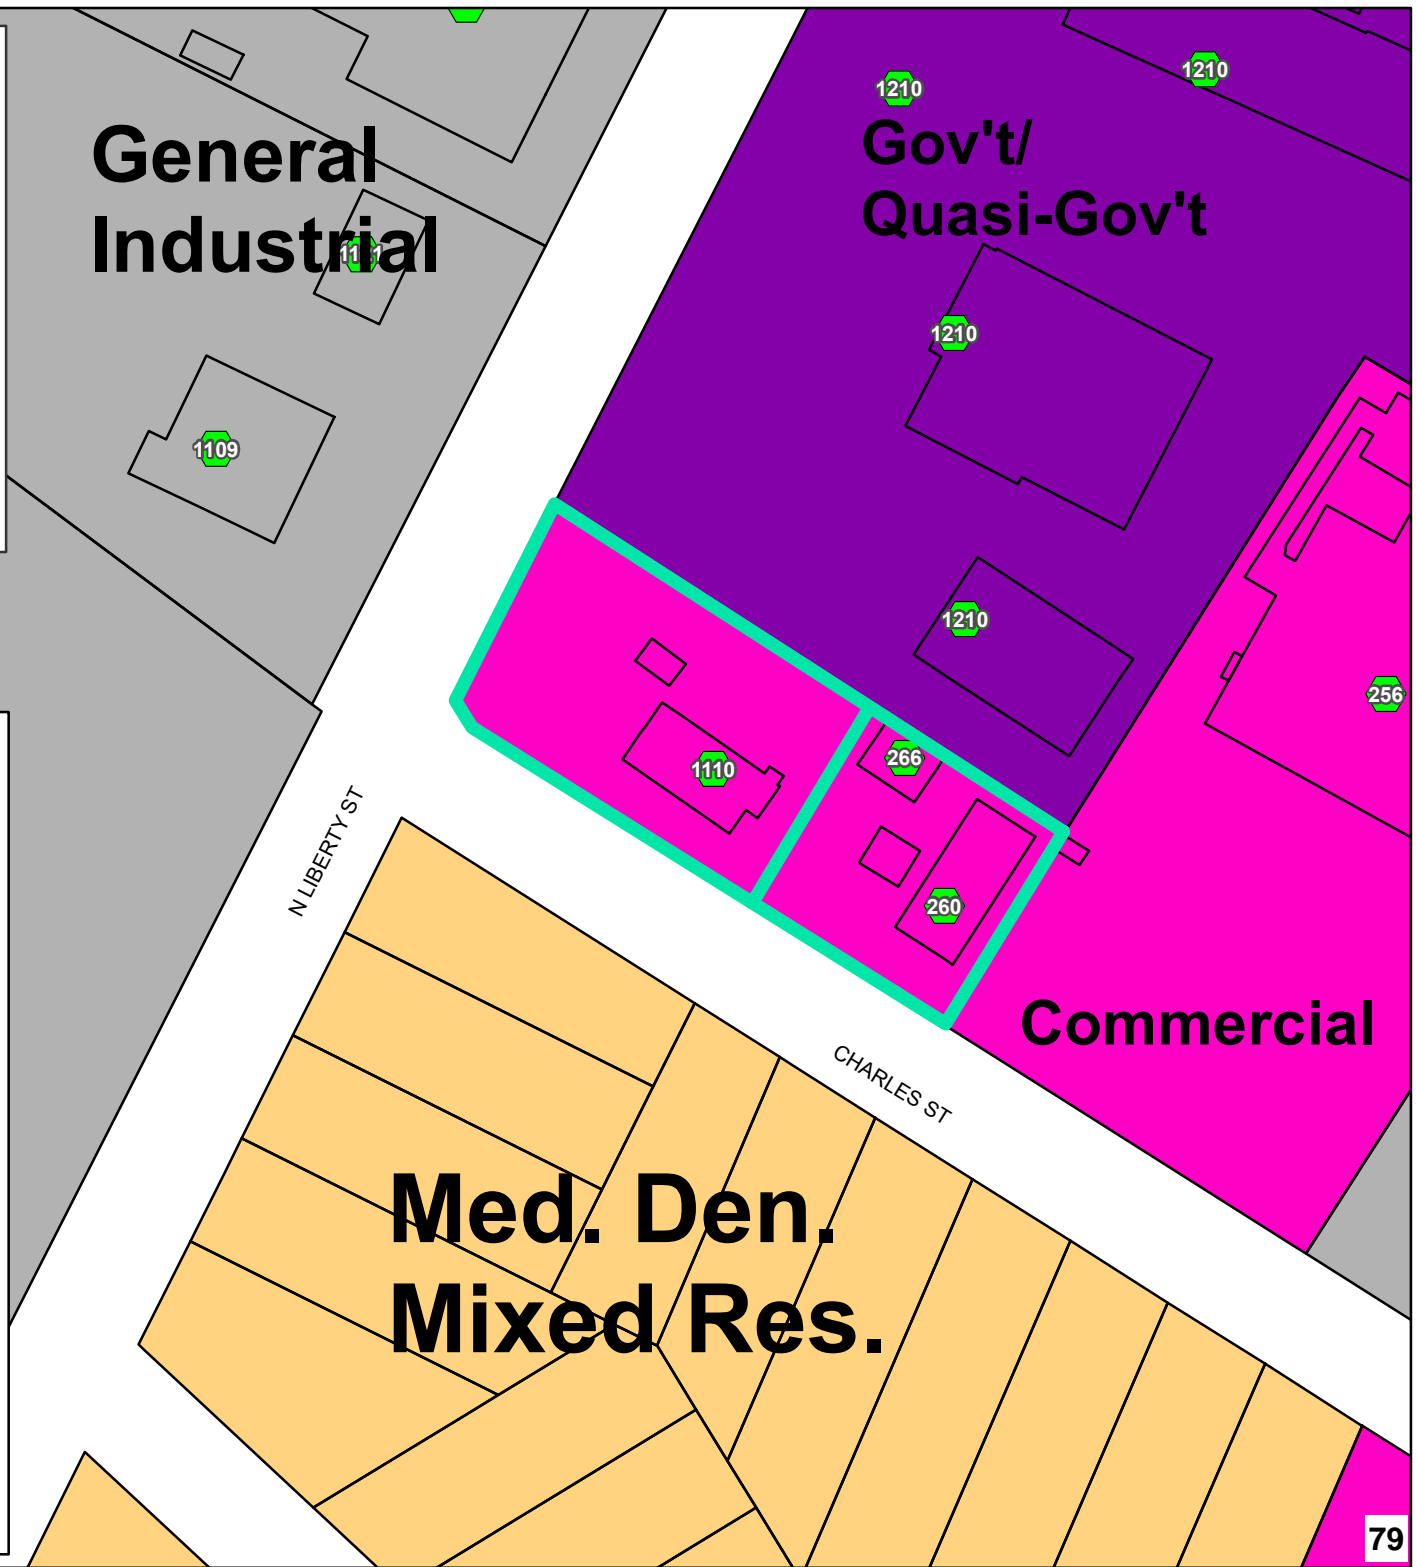 1210
1210
General
Industrial
Gov't/
Quasi-Gov't
1210
1109
1210
256
266
1110
260
N LIBERTY ST
Commercial
CHARLES ST
Med. Den.
Mixed Res.
79